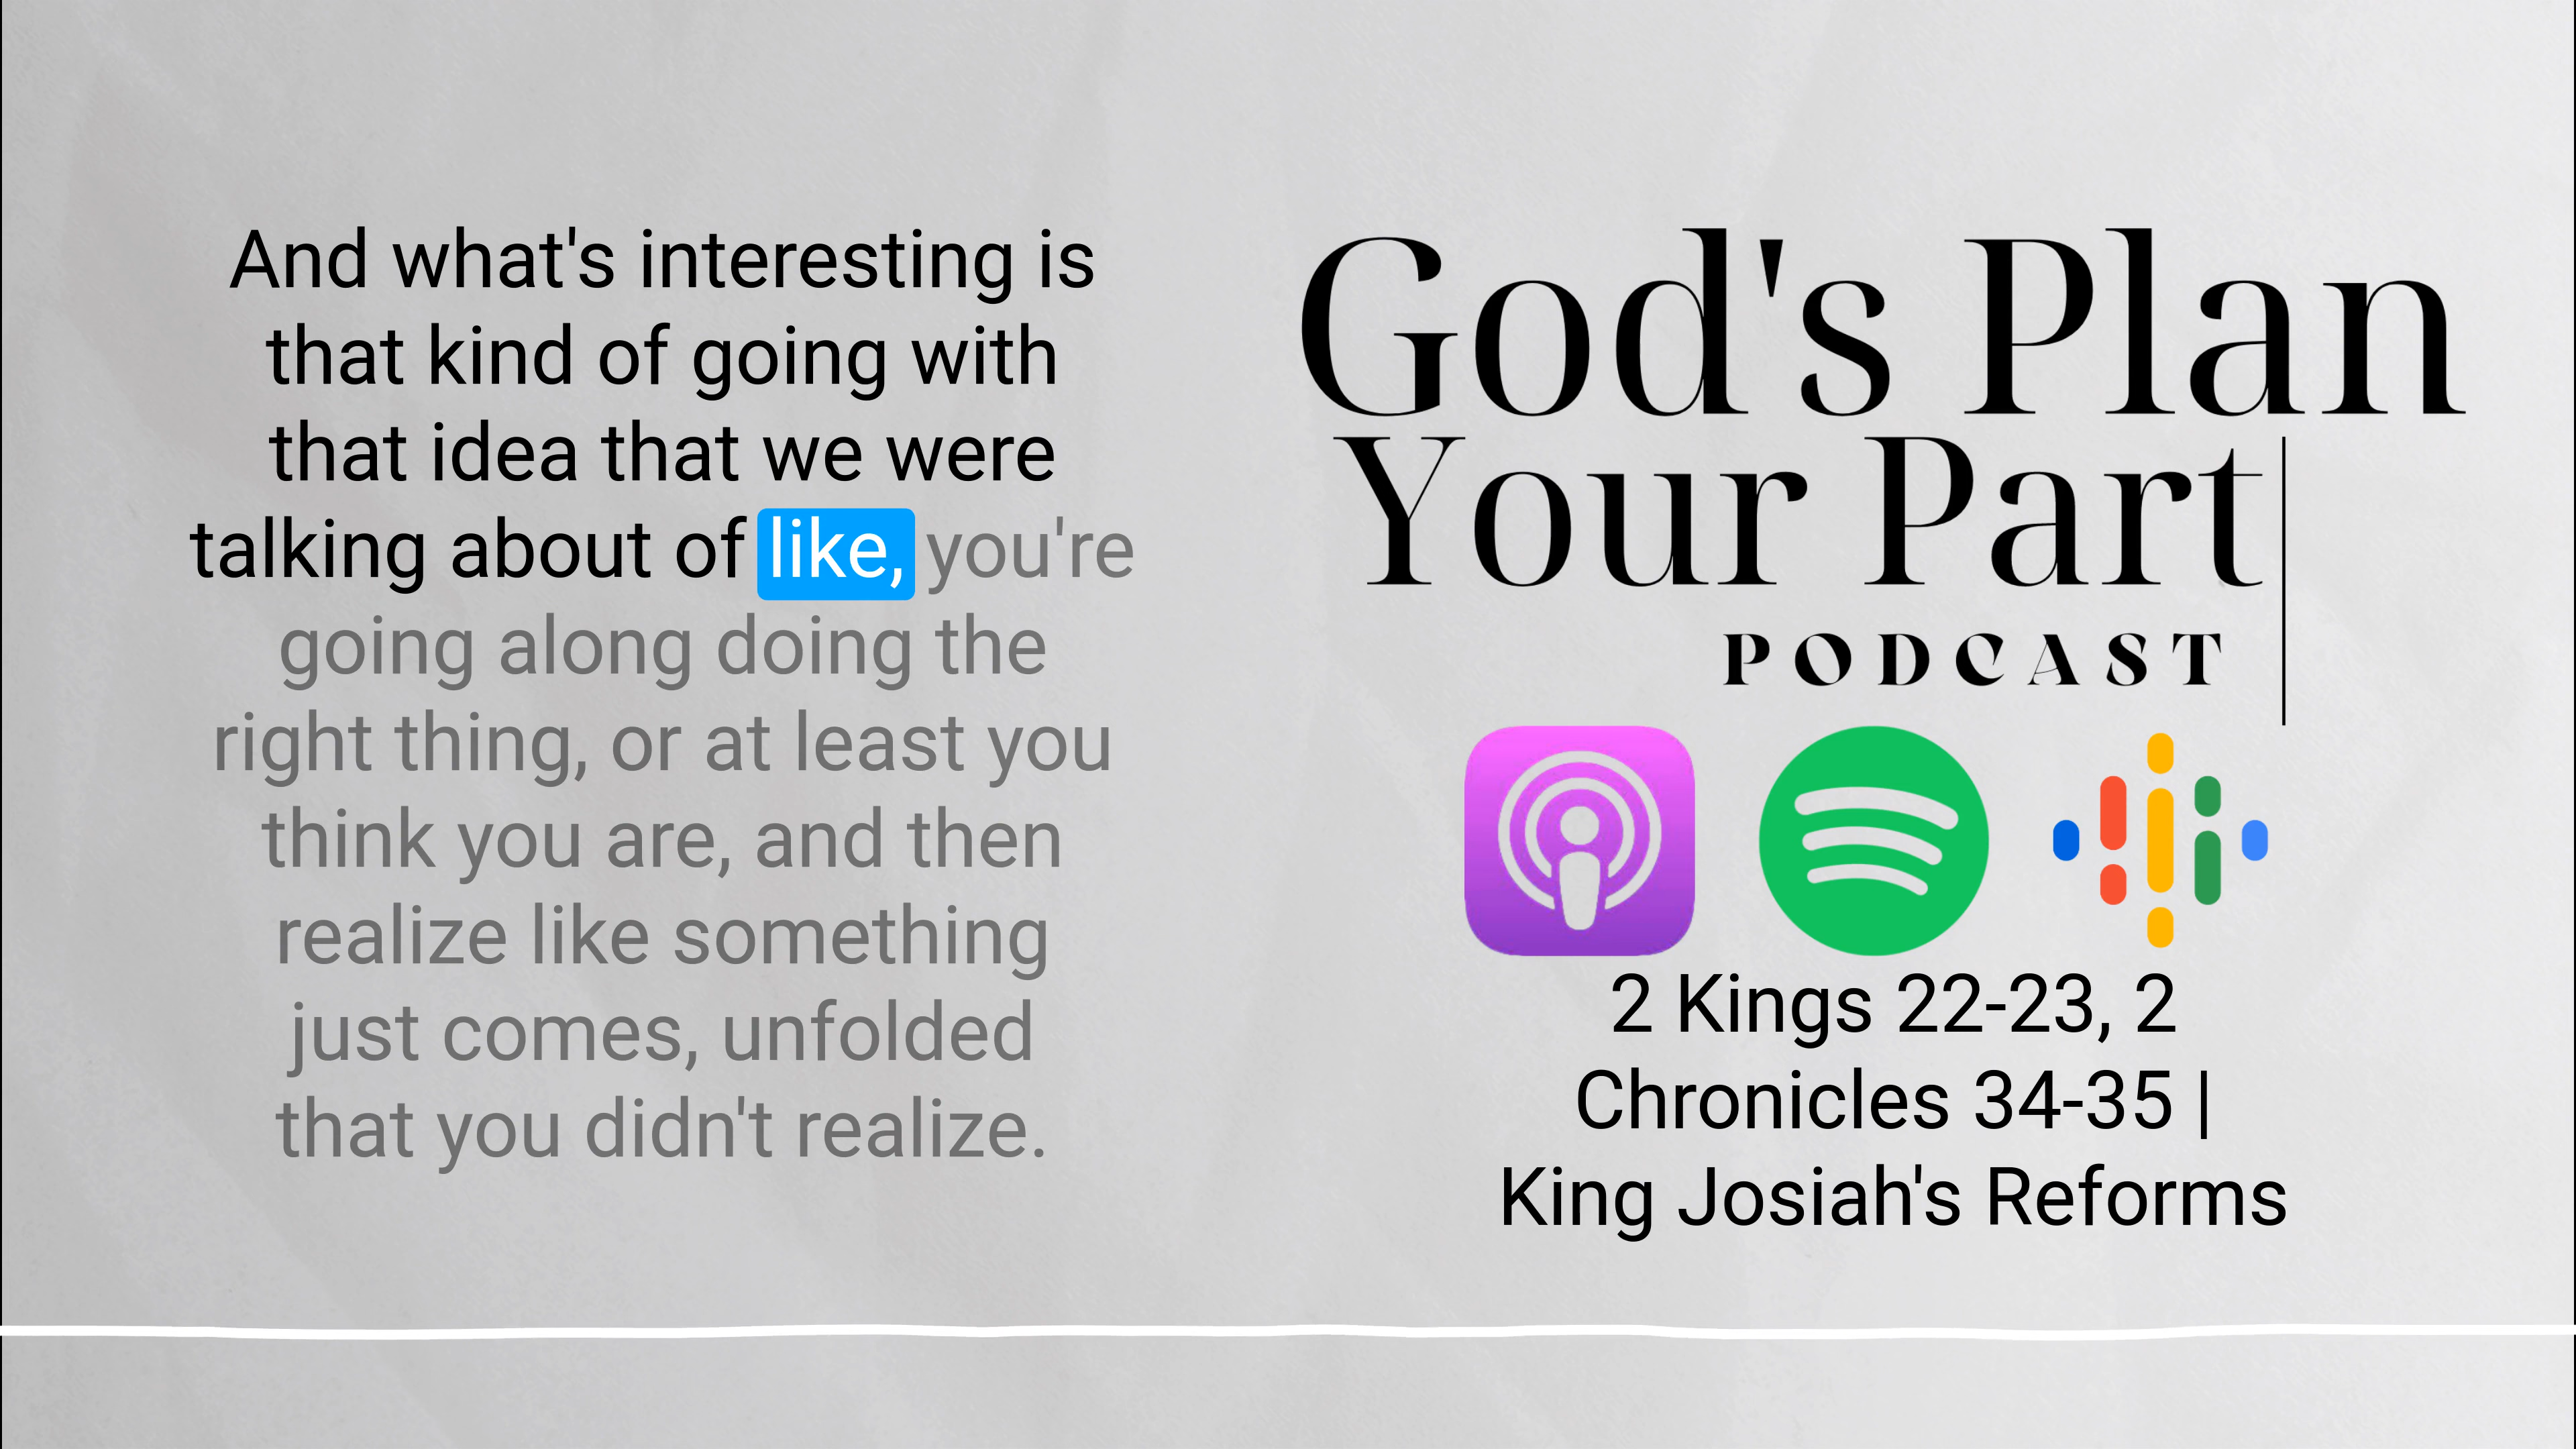 And what's interesting is
that kind of going with
that idea that we were
talking about of like, you're
going along doing the
right thing, or at least you
think you are, and then
realize like something
just comes, unfolded
that you didn't realize.
God's Plan
Your Part
PODCAST
2 Kings 22-23, 2
Chronicles 34-35 |
King Josiah's Reforms